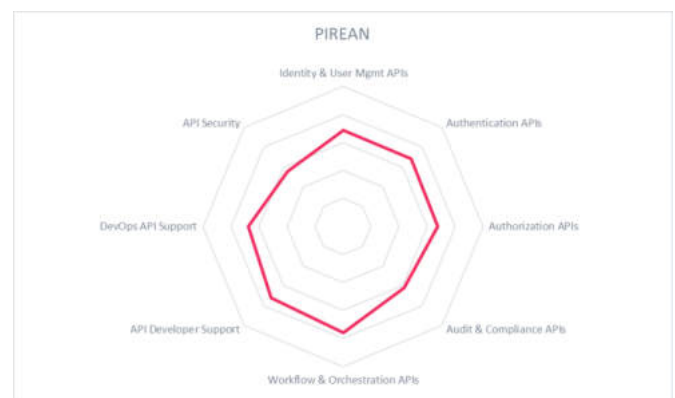 PIREAN
Identity & User Mgmt APIs
API Security
Authentication APIs
DevOps API Support
Authorization APIs
API Developer Support
Audit & Compliance APIs
Workflow & Orchestration APIs